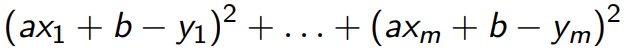 (ax₁ + b − y₁)² + . . . + (axₘ + b − yₘ)²